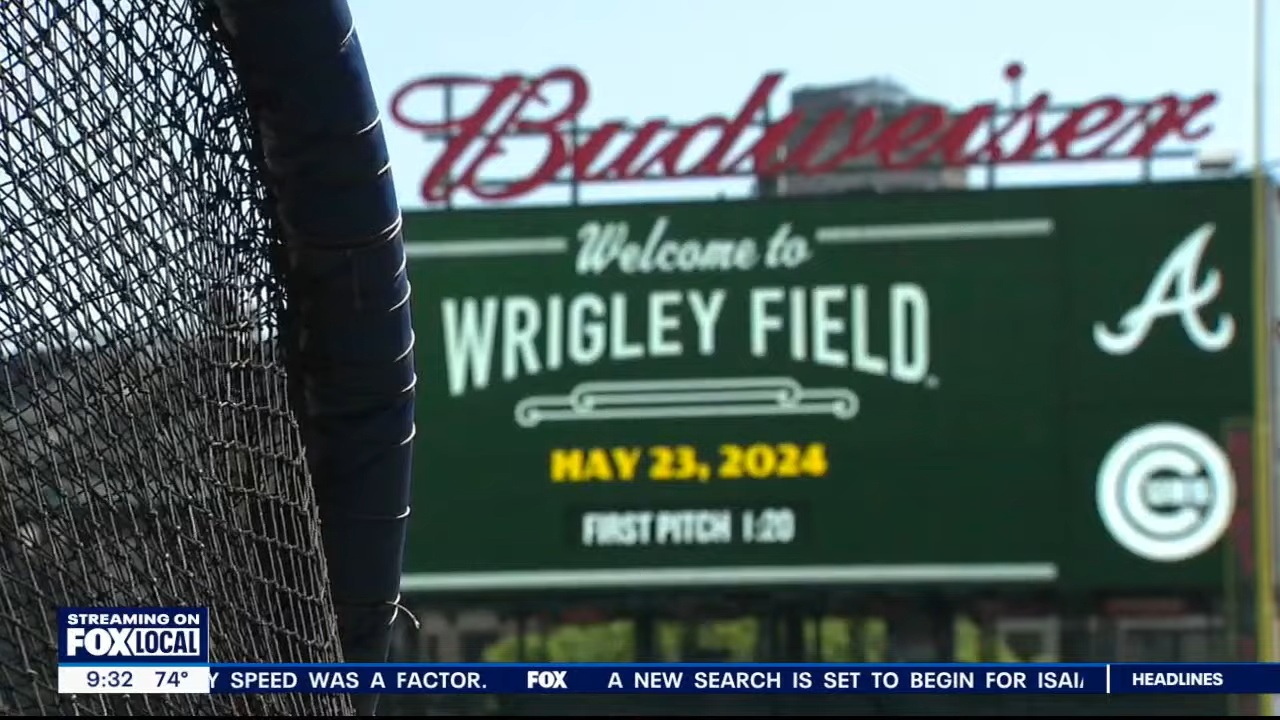 Budweiser
Welcome to
WRIGLEY FIELD
MAY 23, 2024
FIRST PITCH 1:20
A
CUBS
STREAMING ON
FOX LOCAL
9:32 74° Y SPEED WAS A FACTOR. FOX A NEW SEARCH IS SET TO BEGIN FOR ISAI HEADLINES